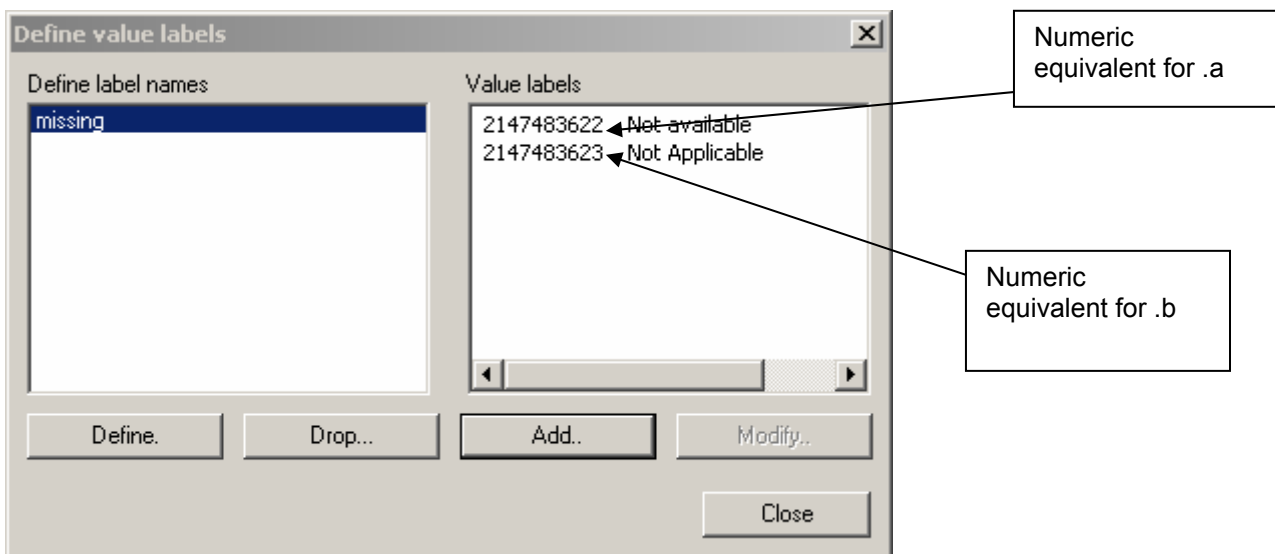 Define value labels
Define label names
Value labels
missing
2147483622 Not available
2147483623 Not Applicable
Define.
Drop...
Add..
Modify..
Close
Numeric
equivalent for .a
Numeric
equivalent for .b